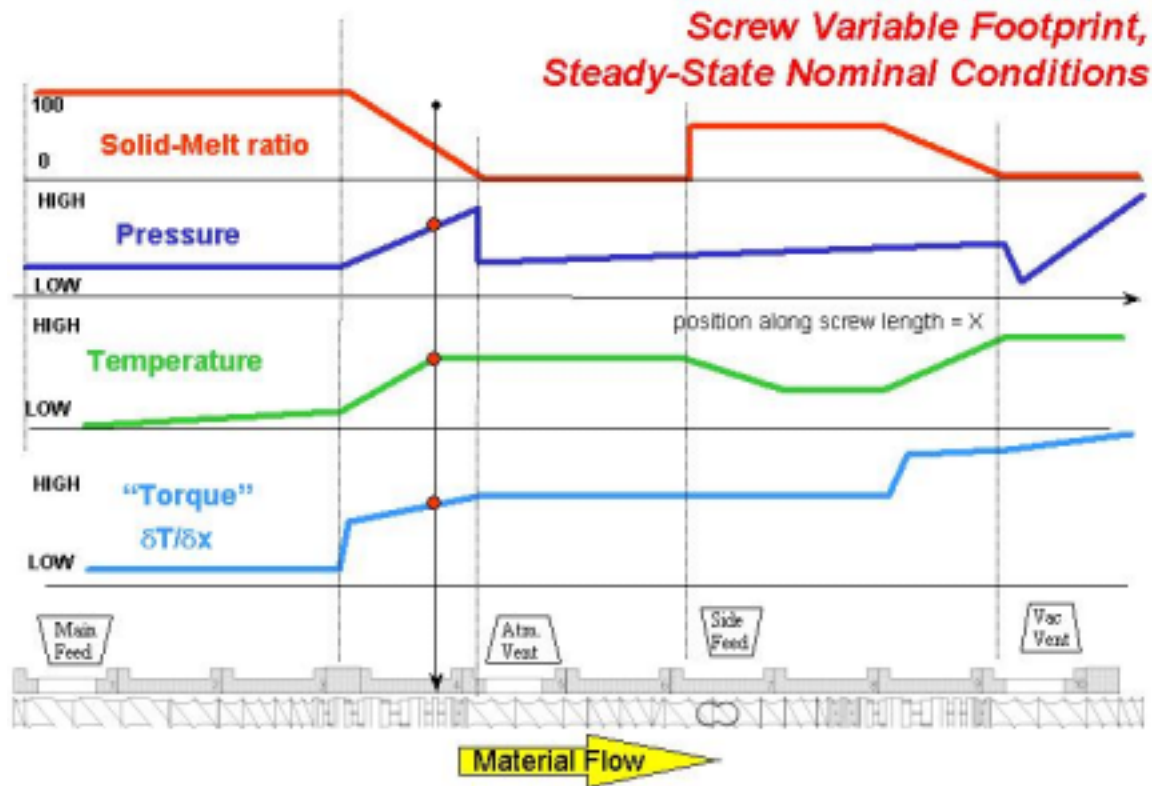 Screw Variable Footprint,
Steady-State Nominal Conditions
100
Solid-Melt ratio
0
HIGH
Pressure
LOW
position along screw length = X
HIGH
Temperature
LOW
HIGH
“Torque”
δT/δx
LOW
Main
Feed
Atm.
Vent
Side
Feed
Vac
Vent
Material Flow